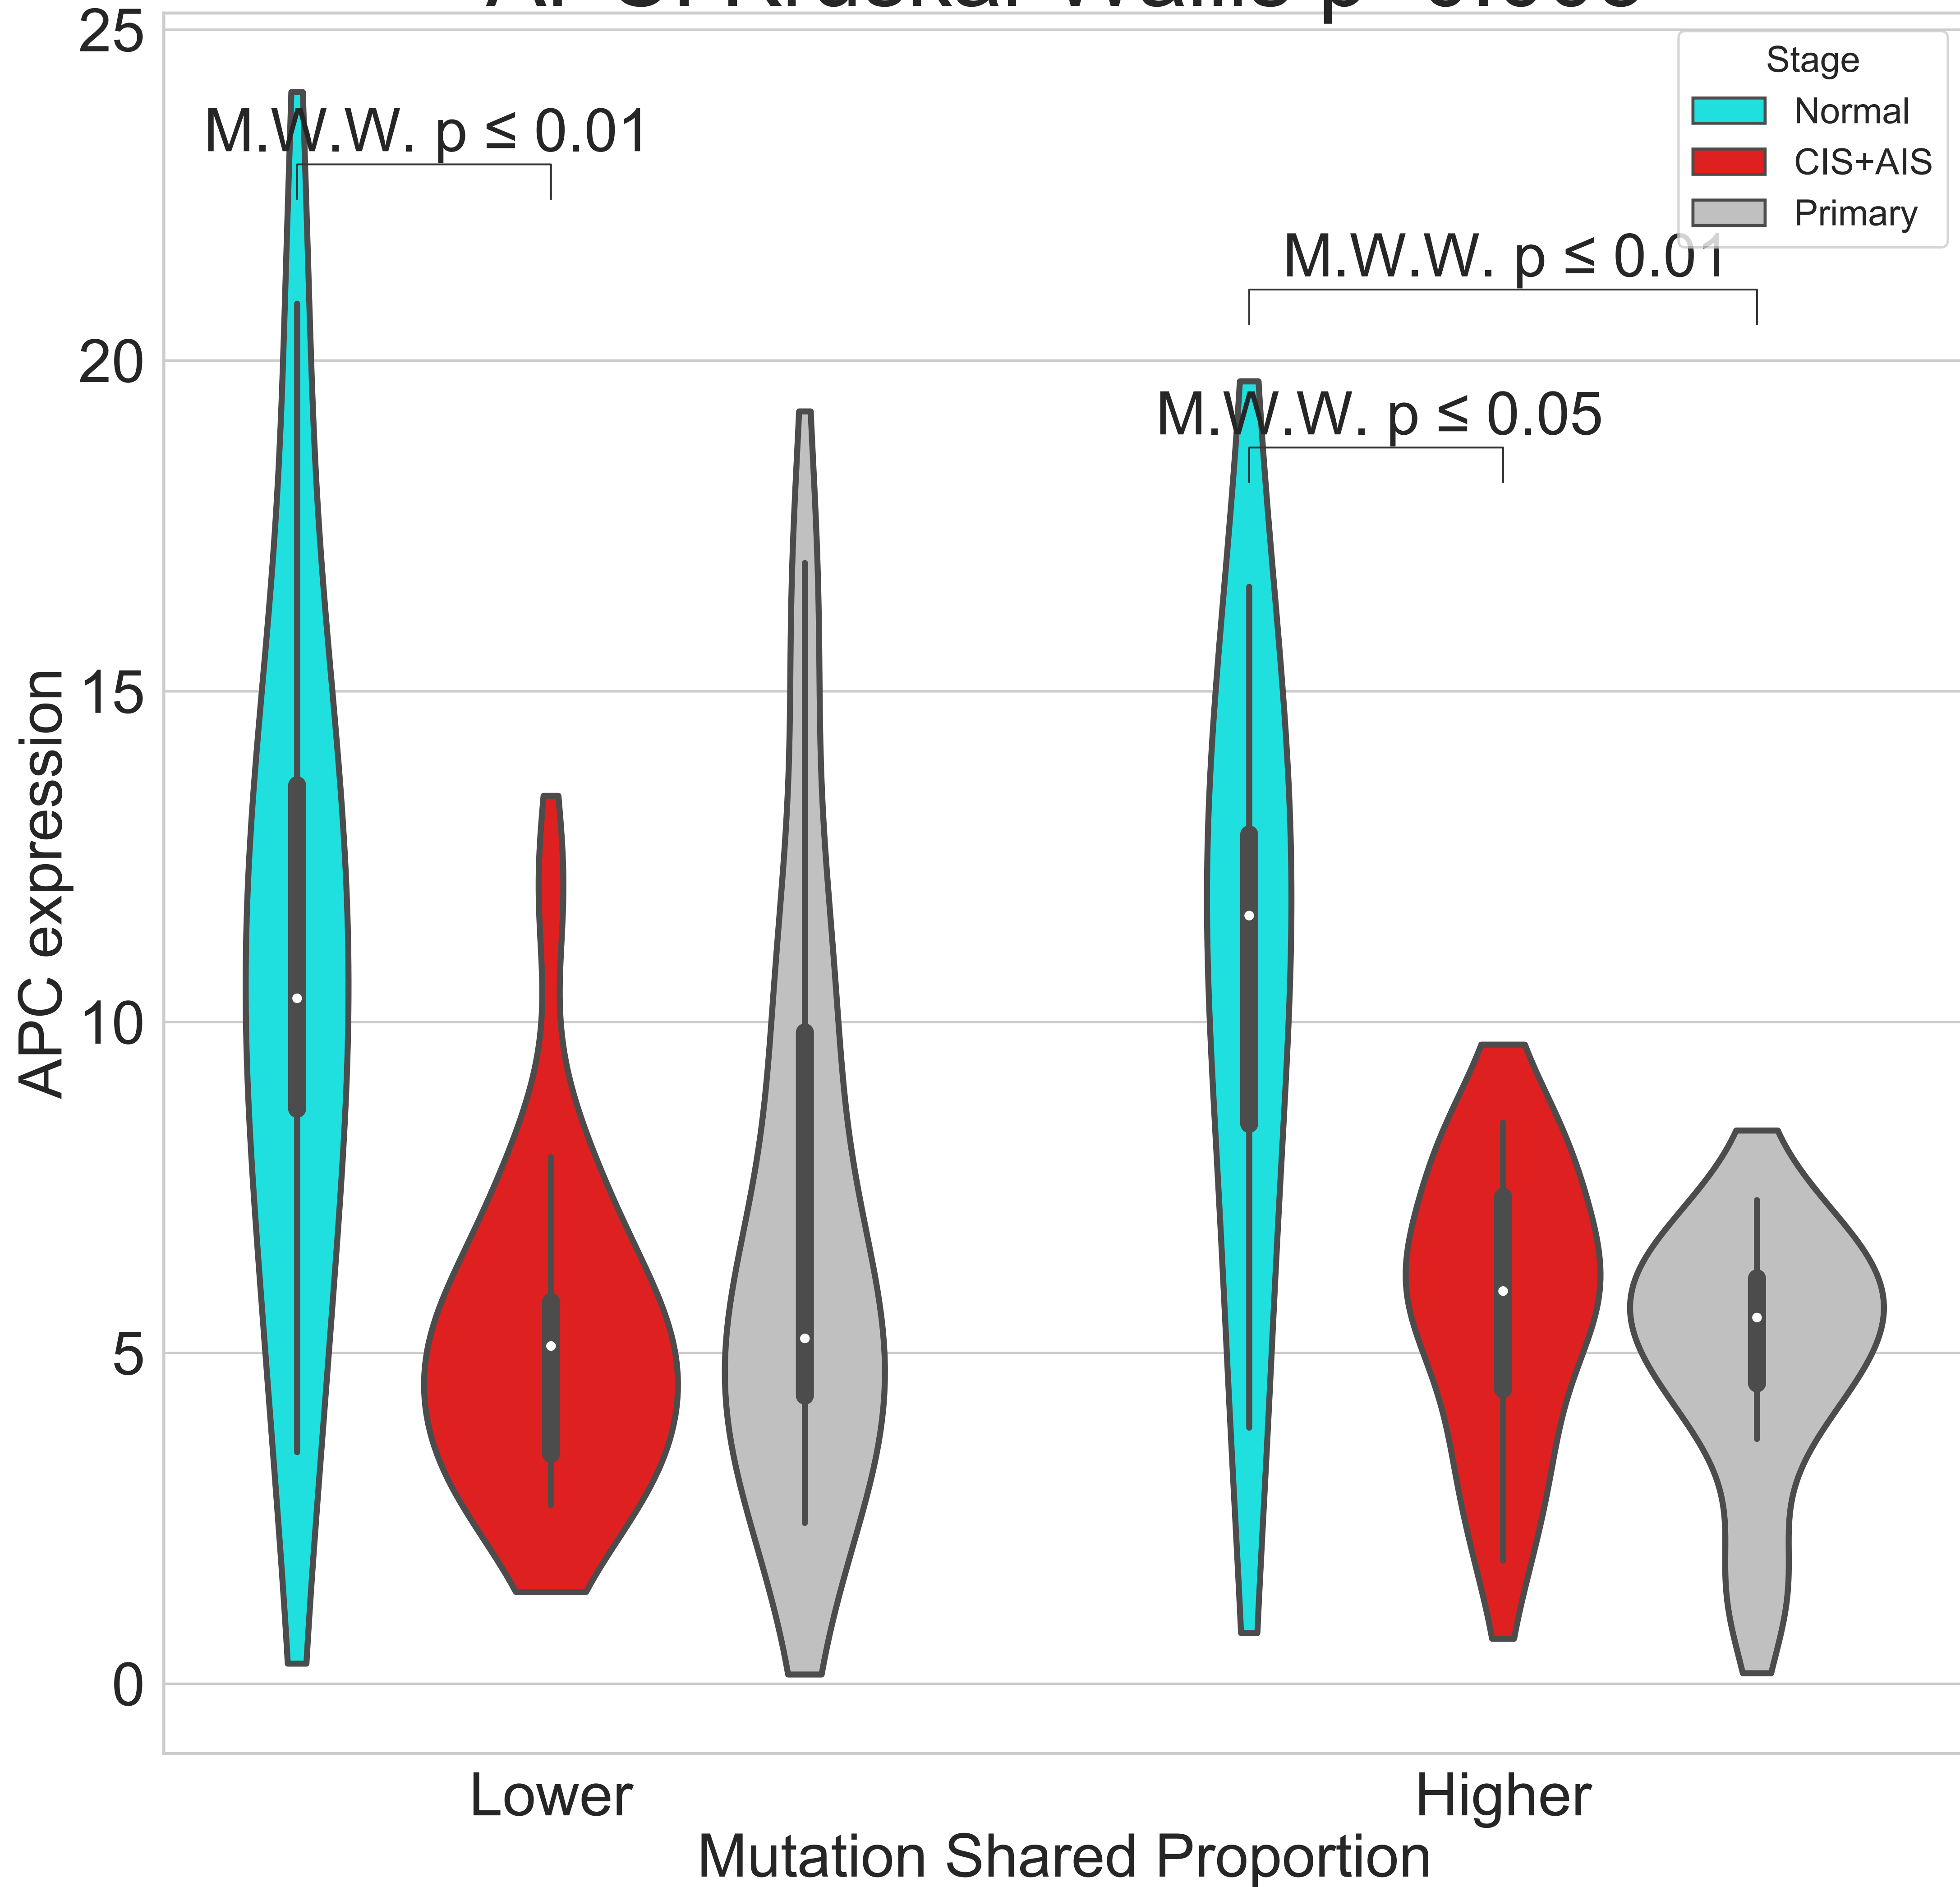 25
20
15
10
5
0
APC expression
M.W.W. p ≤ 0.01
M.W.W. p ≤ 0.01
M.W.W. p ≤ 0.05
Stage
Normal
CIS+AIS
Primary
Lower
Higher
Mutation Shared Proportion